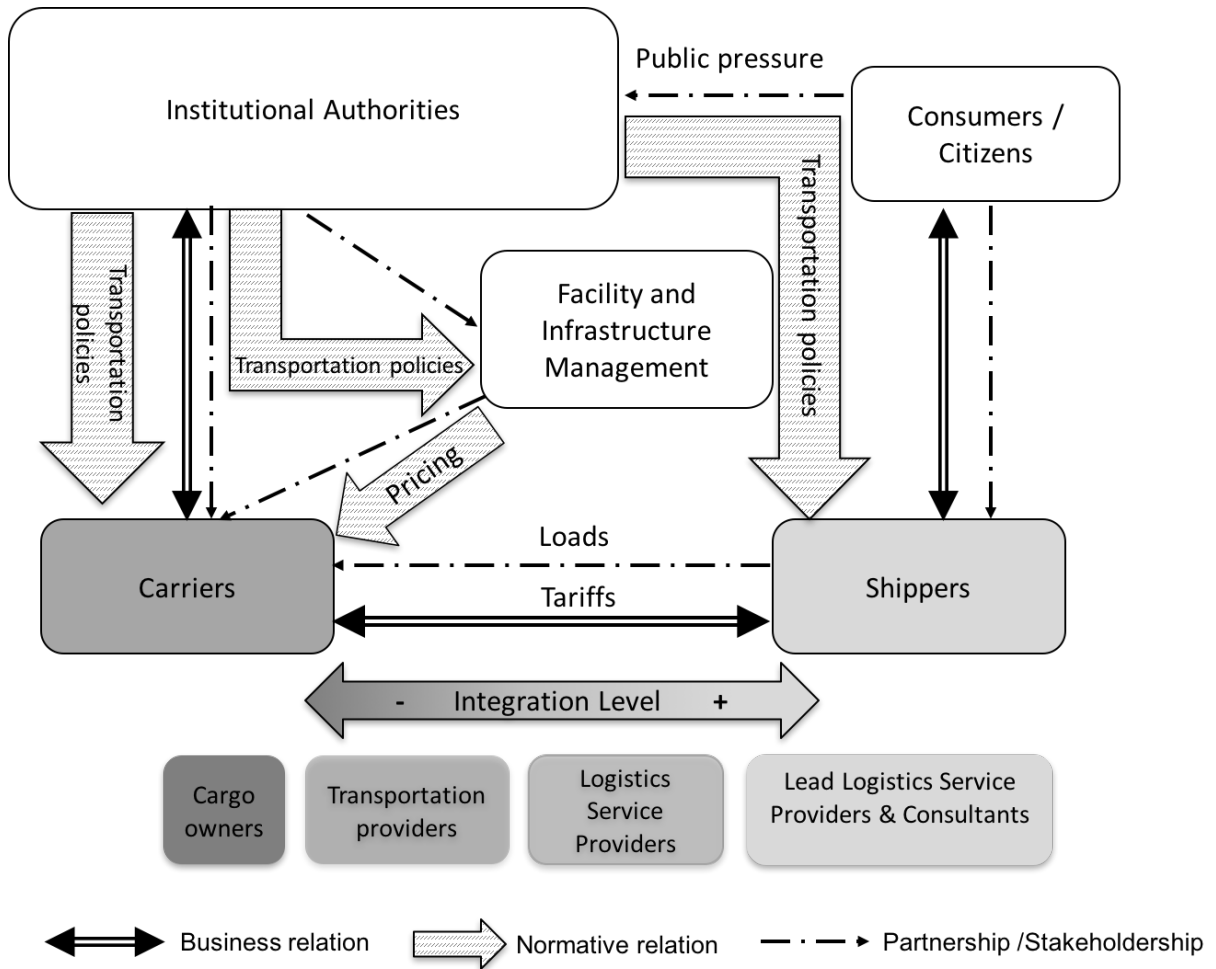 Public pressure
Institutional Authorities
Consumers /
Citizens
Transportation
policies
Transportation policies
Facility and
Infrastructure
Management
Transportation policies
Pricing
Loads
Carriers
Tariffs
Shippers
- Integration Level +
Cargo
owners
Transportation
providers
Logistics
Service
Providers
Lead Logistics Service
Providers & Consultants
Business relation
Normative relation
Partnership /Stakeholdership